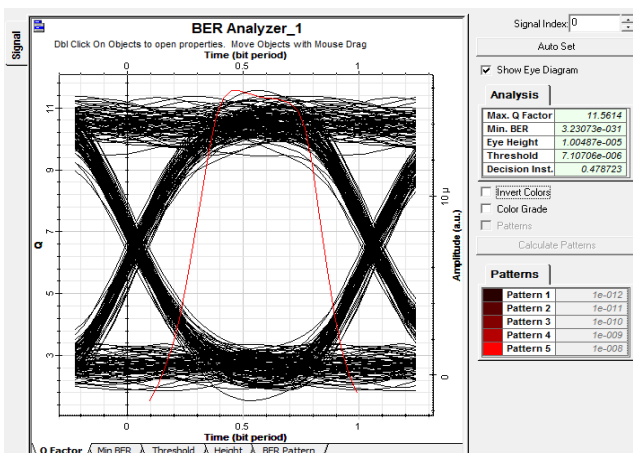 Signal
BER Analyzer_1
Dbl Click On Objects to open properties. Move Objects with Mouse Drag
Time (bit period)
0 0.5 1
Q
3 5 7 9 11
Amplitude (a.u.)
0 10 µ
0 0.5 1
Time (bit period)
Q Factor Min BER Threshold Height BER Pattern
Signal Index: 0
Auto Set
Show Eye Diagram
Analysis
Max. Q Factor 11.5614
Min. BER 3.23073e-031
Eye Height 1.00487e-005
Threshold 7.10706e-006
Decision Inst. 0.478723
Invert Colors
Color Grade
Patterns
Calculate Patterns
Patterns
Pattern 1 1e-012
Pattern 2 1e-011
Pattern 3 1e-010
Pattern 4 1e-009
Pattern 5 1e-008